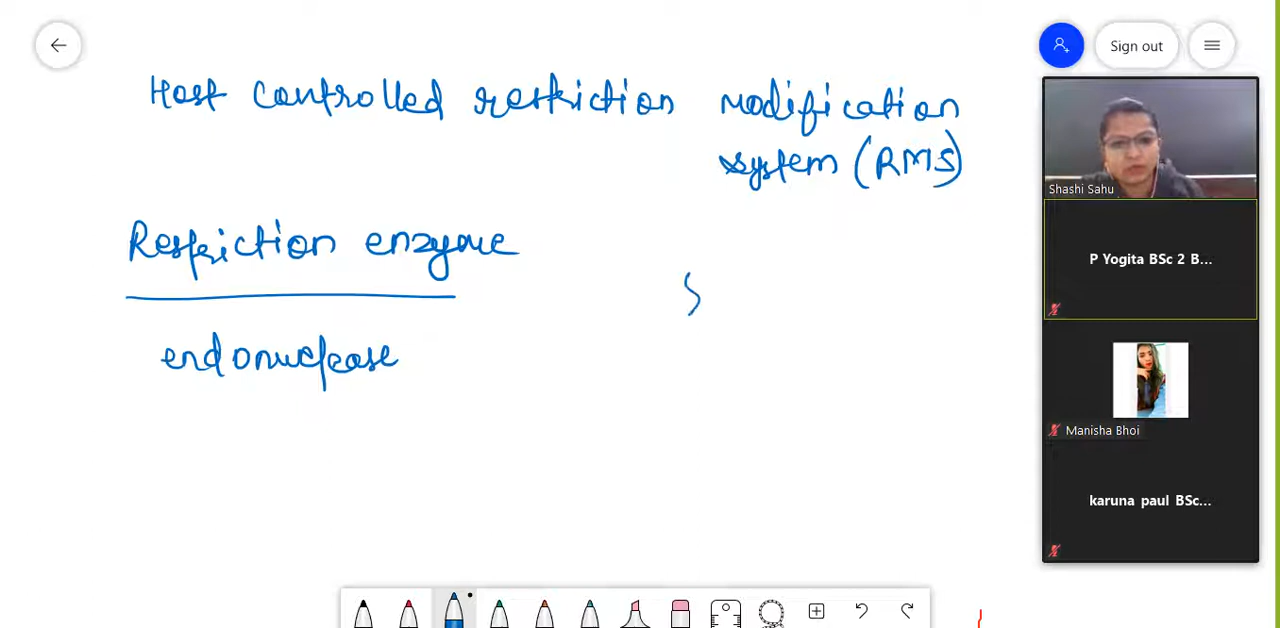 Sign out
Host controlled restriction modification
system (RMS)
Shashi Sahu
Restriction enzyme
P Yogita BSc 2 B...
endonuclease
Manisha Bhoi
karuna paul BSc...